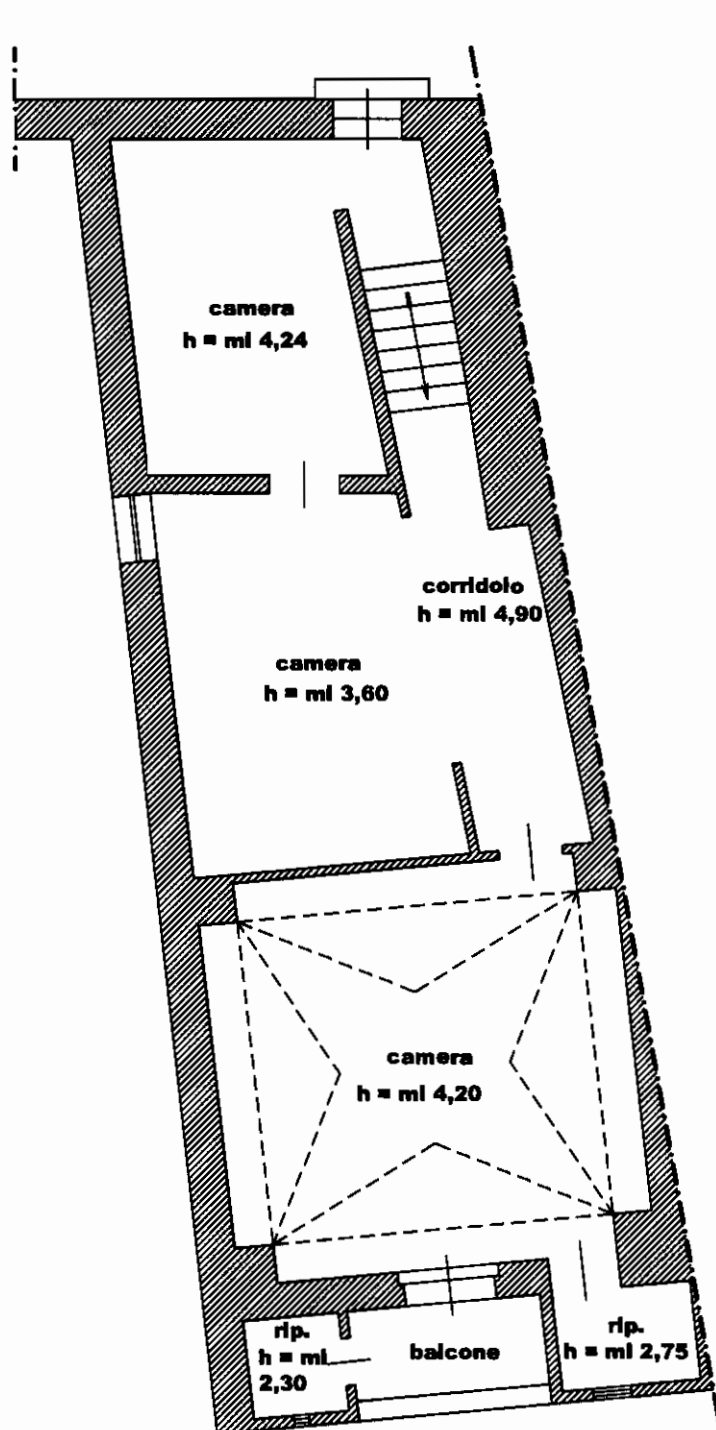 camera
h = ml 4,24
corridoio
h = ml 4,90
camera
h = ml 3,60
camera
h = ml 4,20
rip.
h = ml
2,30
balcone
rip.
h = ml 2,75